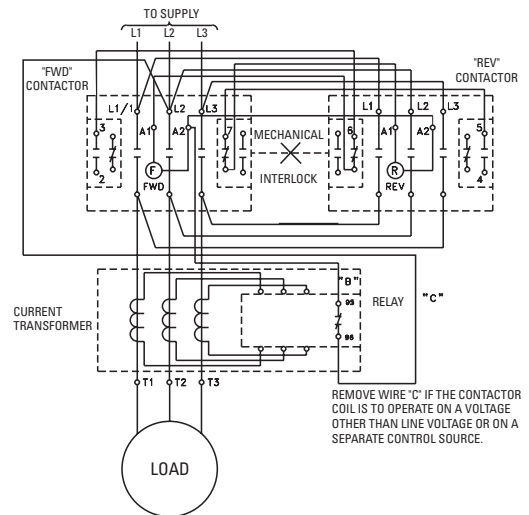 TO SUPPLY
L1 L2 L3
"FWD"
CONTACTOR
"REV"
CONTACTOR
L1/1 L2 L3
L1 L2 L3
3 A1 A2 7
MECHANICAL
6 A1 A2 5
F
R
2
FWD
INTERLOCK
REV
4
"B"
"C"
CURRENT
TRANSFORMER
RELAY
95
96
T1 T2 T3
REMOVE WIRE "C" IF THE CONTACTOR
COIL IS TO OPERATE ON A VOLTAGE
OTHER THAN LINE VOLTAGE OR ON A
SEPARATE CONTROL SOURCE.
LOAD